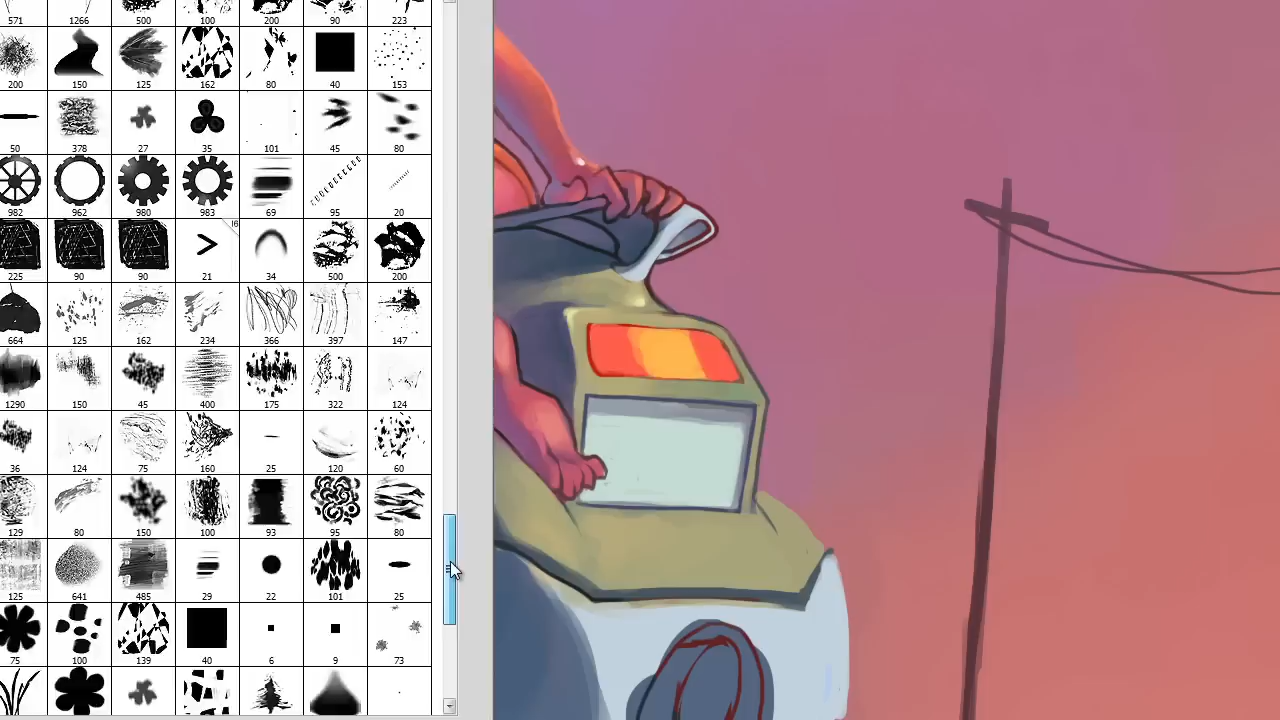 571 1266 500 100 200 90 223
200 150 125 162 80 40 153
50 378 27 35 101 45 80
982 962 980 983 69 95 20
16
225 90 90 21 34 500 200
664 125 162 234 366 397 147
1290 150 45 400 175 322 124
36 124 75 160 25 120 60
129 80 150 100 93 95 80
125 641 485 29 22 101 25
75 100 139 40 6 9 73